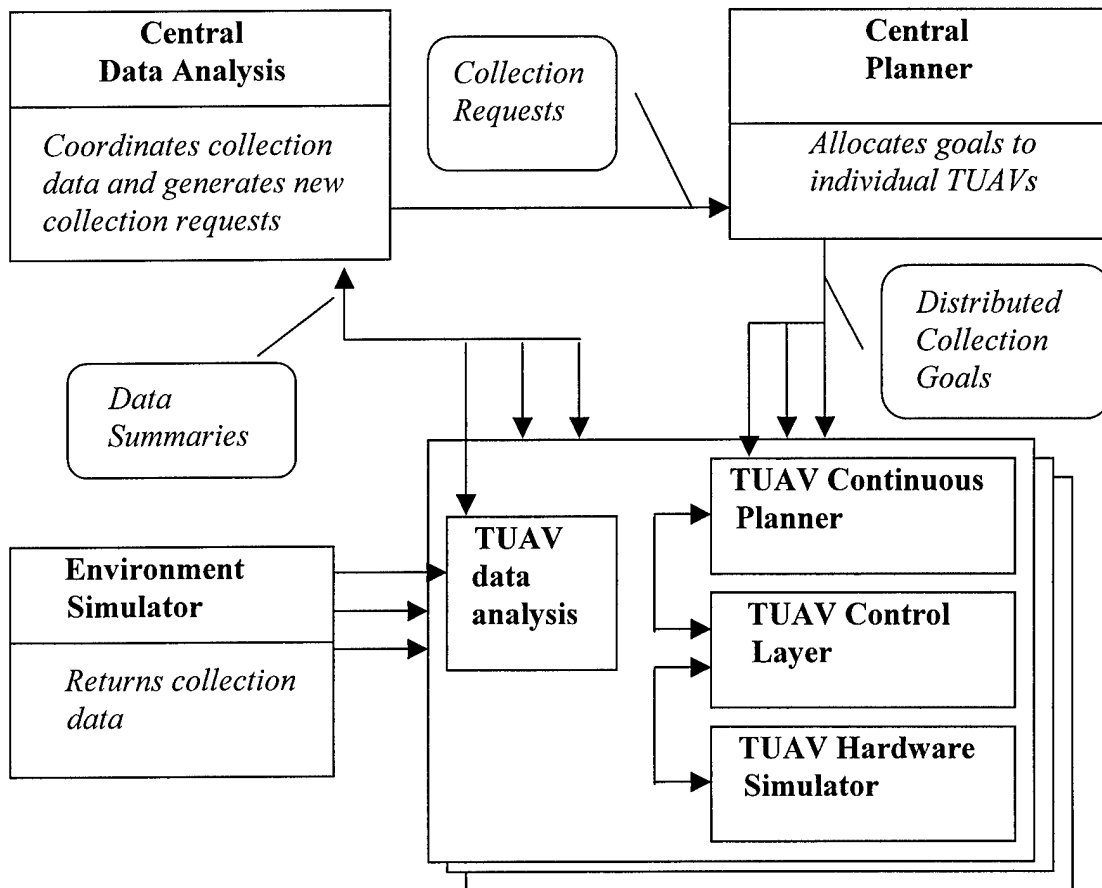 Central
Data Analysis
Coordinates collection
data and generates new
collection requests
Collection
Requests
Central
Planner
Allocates goals to
individual TUAVs
Distributed
Collection
Goals
Data
Summaries
Environment
Simulator
Returns collection
data
TUAV
data
analysis
TUAV Continuous
Planner
TUAV Control
Layer
TUAV Hardware
Simulator